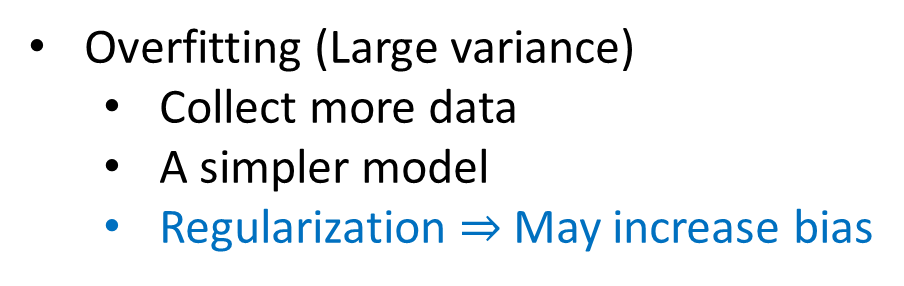 • Overfitting (Large variance)
• Collect more data
• A simpler model
• Regularization ⇒ May increase bias